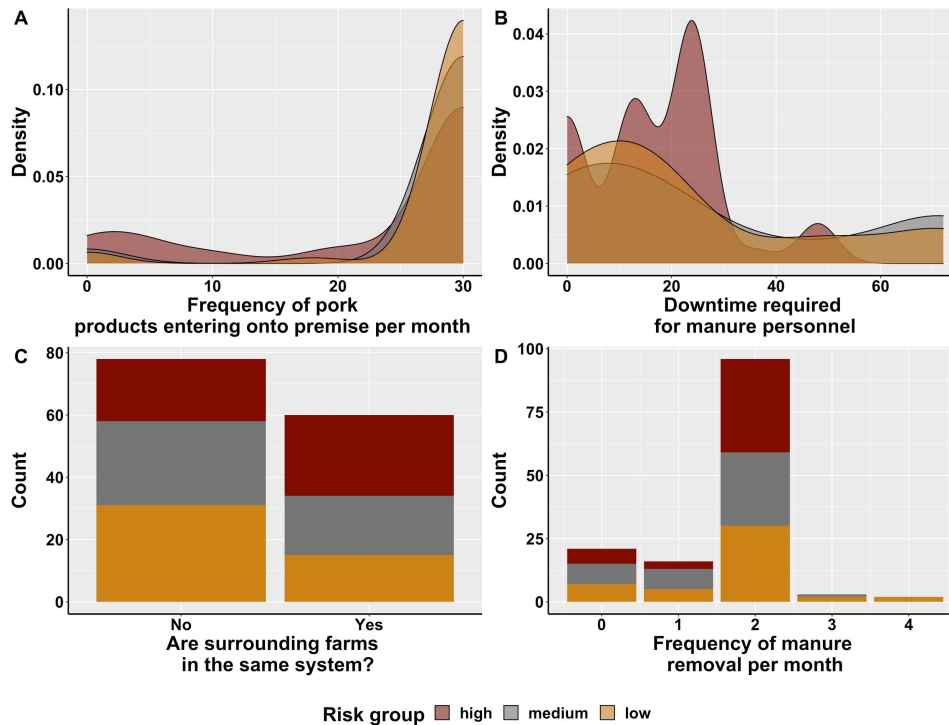 A
Density
0.10
0.05
0.00
0
10
20
30
Frequency of pork
products entering onto premise per month
B
Density
0.04
0.03
0.02
0.01
0.00
0
20
40
60
Downtime required
for manure personnel
C
Count
80
60
40
20
0
No
Yes
Are surrounding farms
in the same system?
D
Count
100
75
50
25
0
0
1
2
3
4
Frequency of manure
removal per month
Risk group high medium low